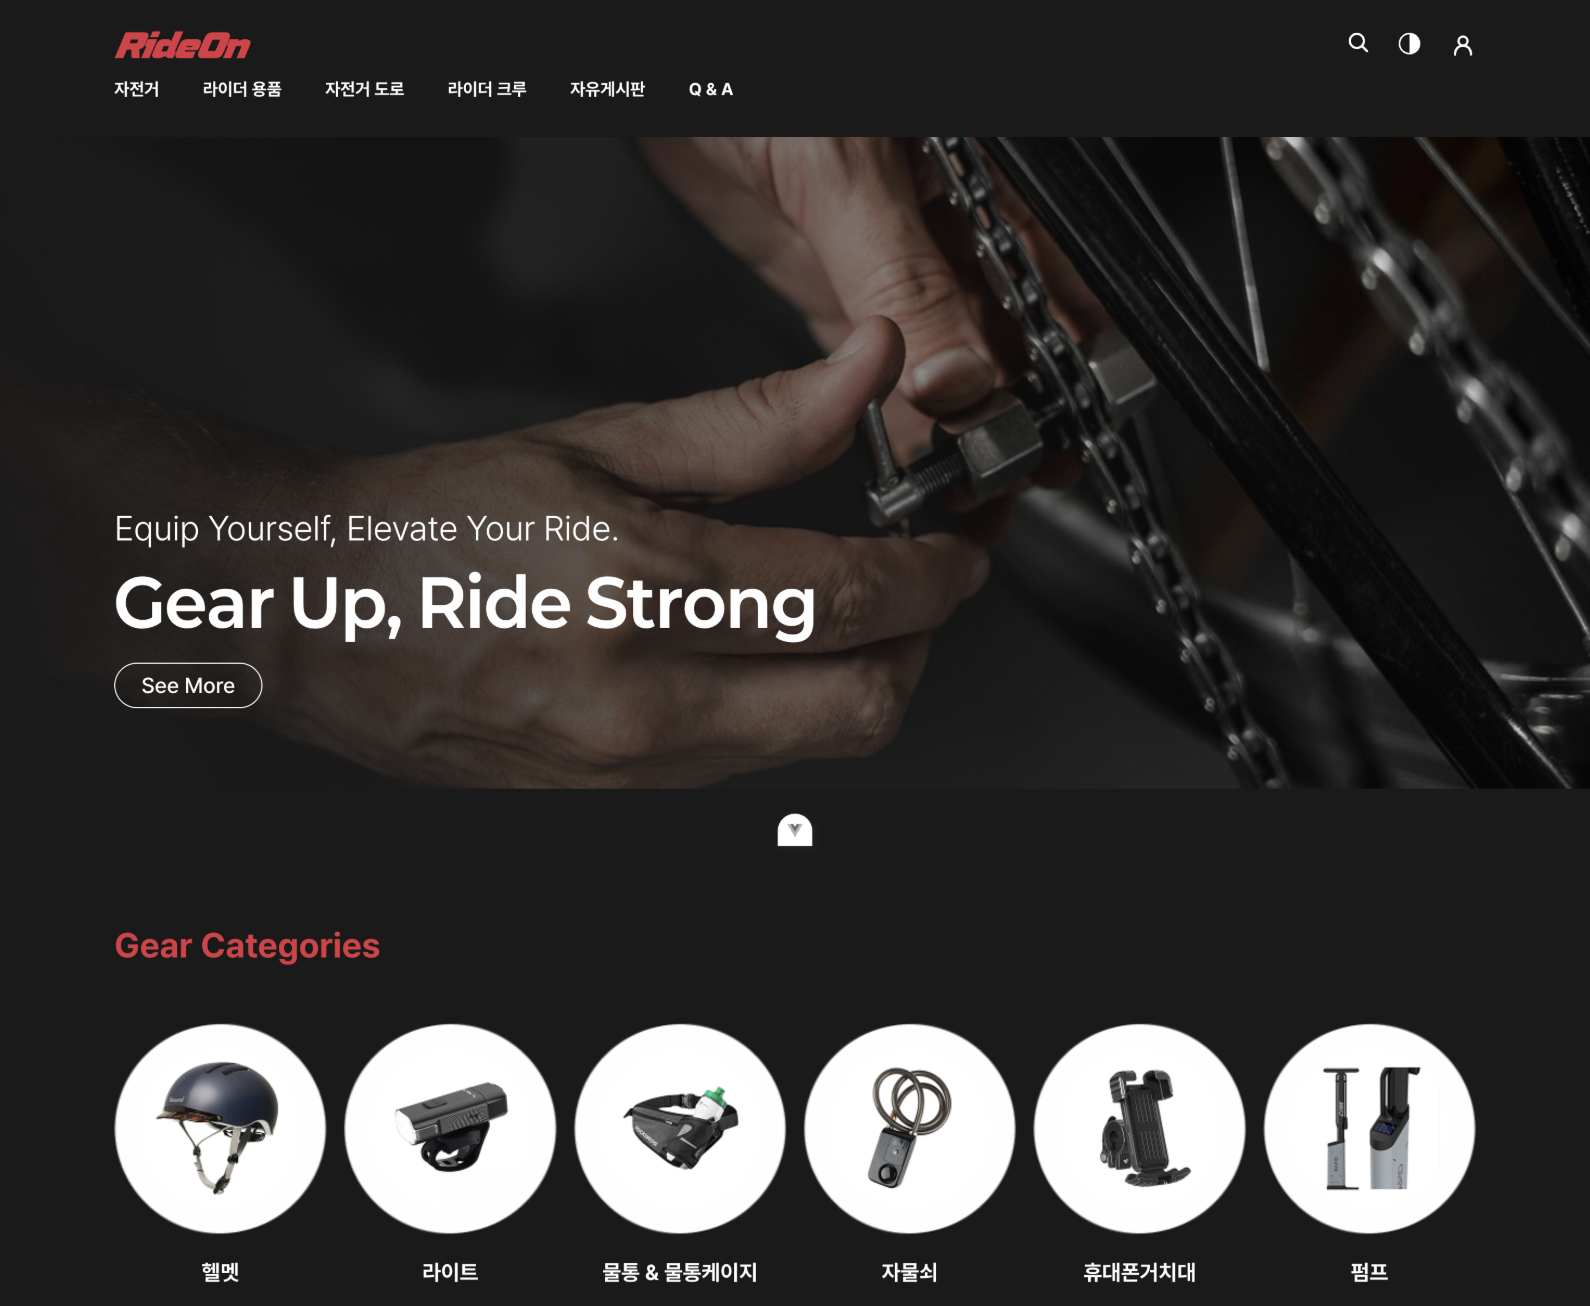 RideOn
자전거
라이더 용품
자전거 도로
라이더 크루
자유게시판
Q & A
Equip Yourself, Elevate Your Ride.
Gear Up, Ride Strong
See More
Gear Categories
헬멧
라이트
물통 & 물통케이지
자물쇠
휴대폰거치대
펌프